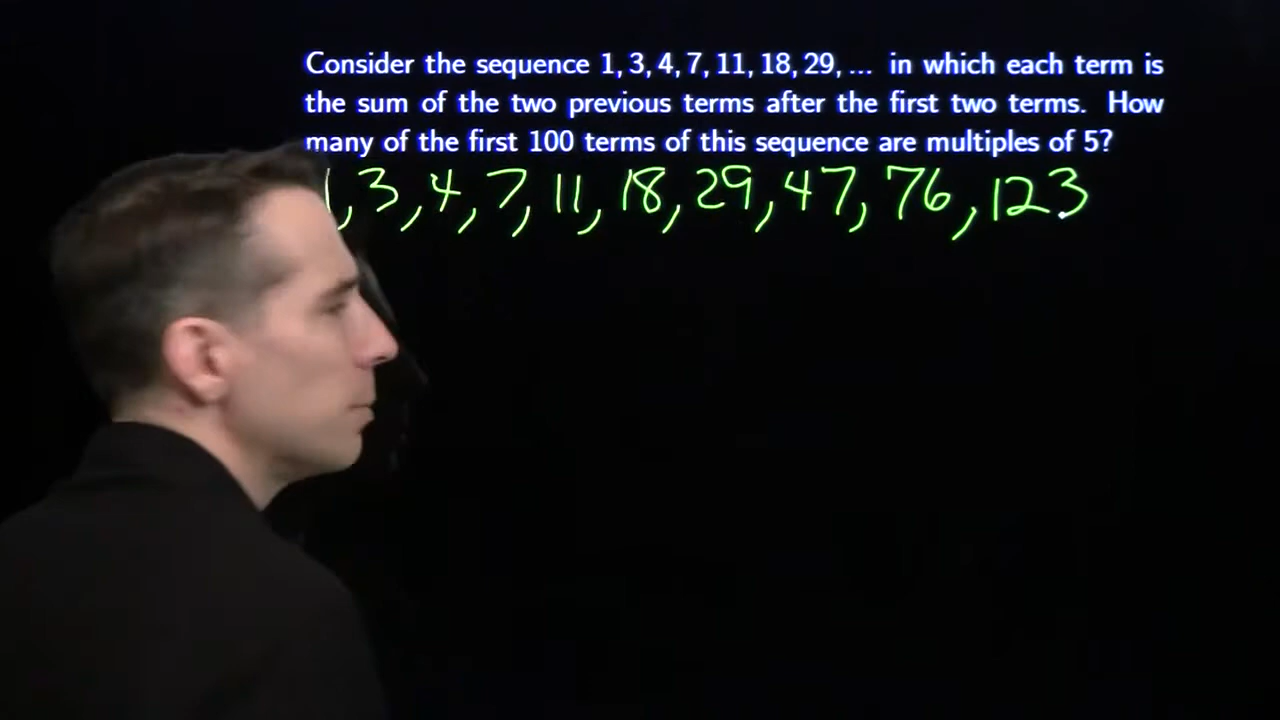 Consider the sequence 1, 3, 4, 7, 11, 18, 29, ... in which each term is
the sum of the two previous terms after the first two terms. How
many of the first 100 terms of this sequence are multiples of 5?
1, 3, 4, 7, 11, 18, 29, 47, 76, 123